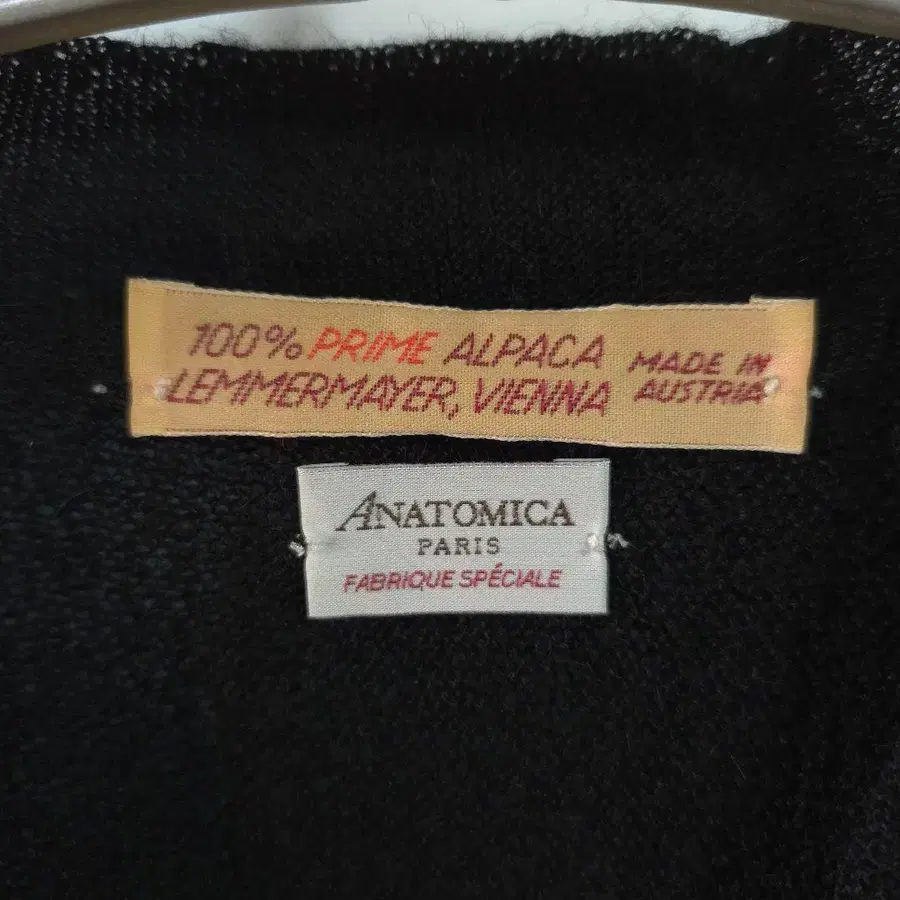 100% PRIME ALPACA MADE IN
LEMMERMAYER, VIENNA AUSTRIA
ANATOMICA
PARIS
FABRIQUE SPÉCIALE